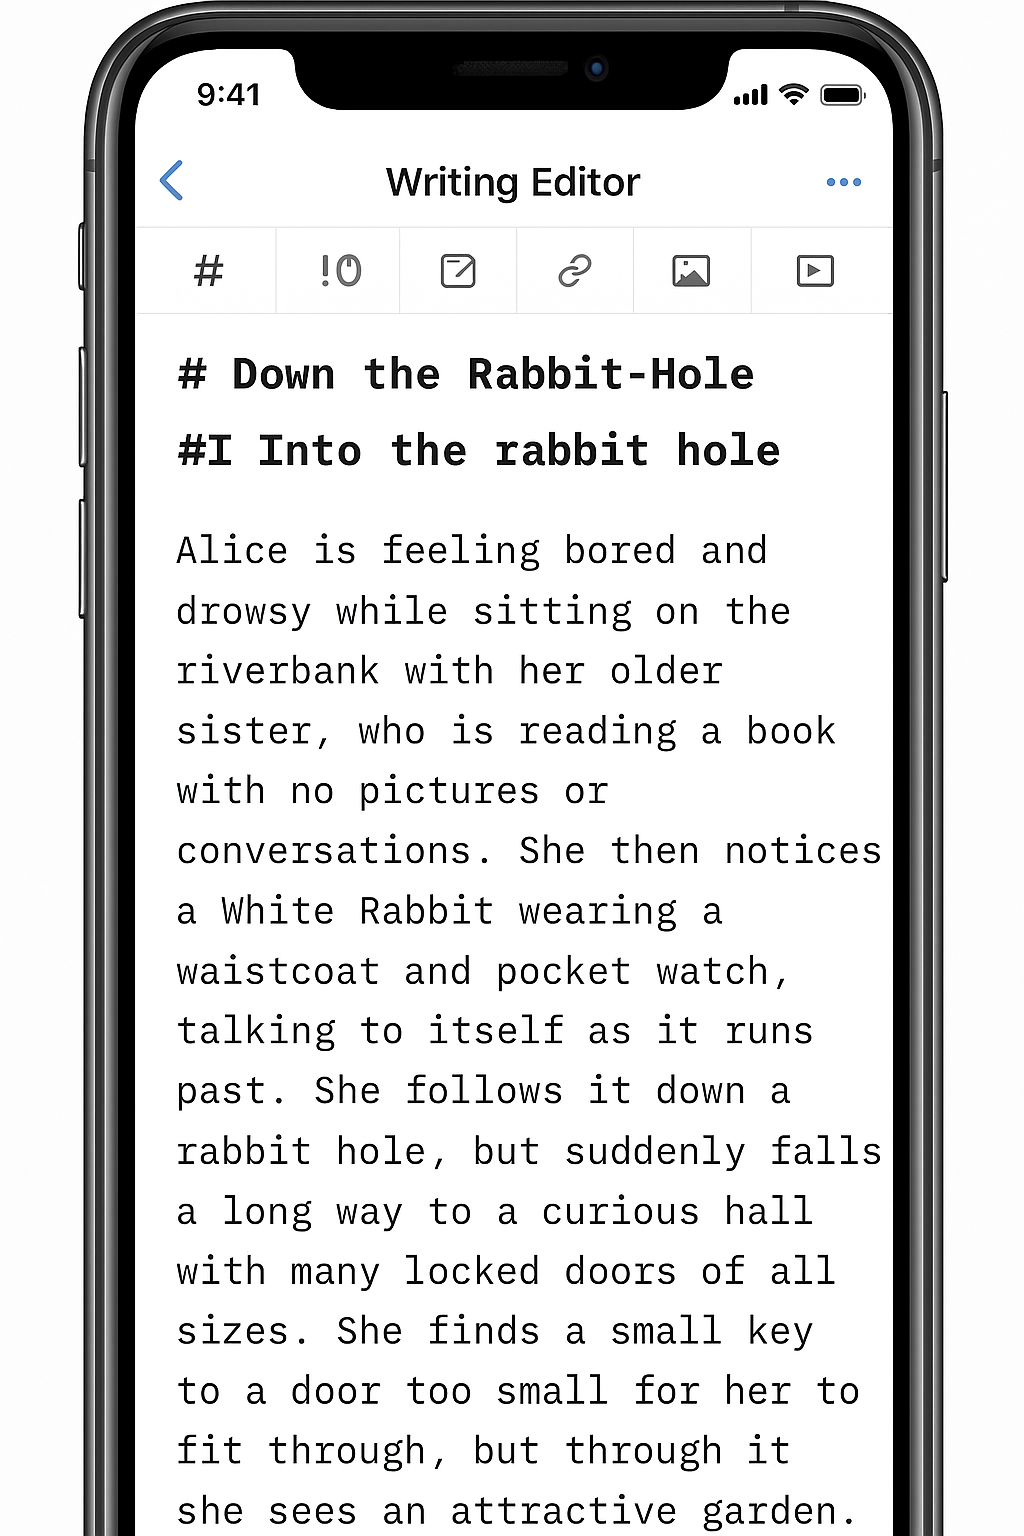 9:41
Writing Editor
# Down the Rabbit-Hole
#I Into the rabbit hole
Alice is feeling bored and
drowsy while sitting on the
riverbank with her older
sister, who is reading a book
with no pictures or
conversations. She then notices
a White Rabbit wearing a
waistcoat and pocket watch,
talking to itself as it runs
past. She follows it down a
rabbit hole, but suddenly falls
a long way to a curious hall
with many locked doors of all
sizes. She finds a small key
to a door too small for her to
fit through, but through it
she sees an attractive garden.